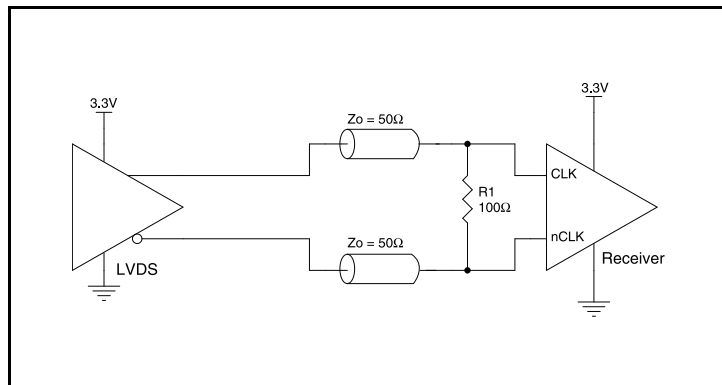 3.3V
3.3V
Zo = 50Ω
CLK
R1
100Ω
nCLK
Zo = 50Ω
LVDS
Receiver